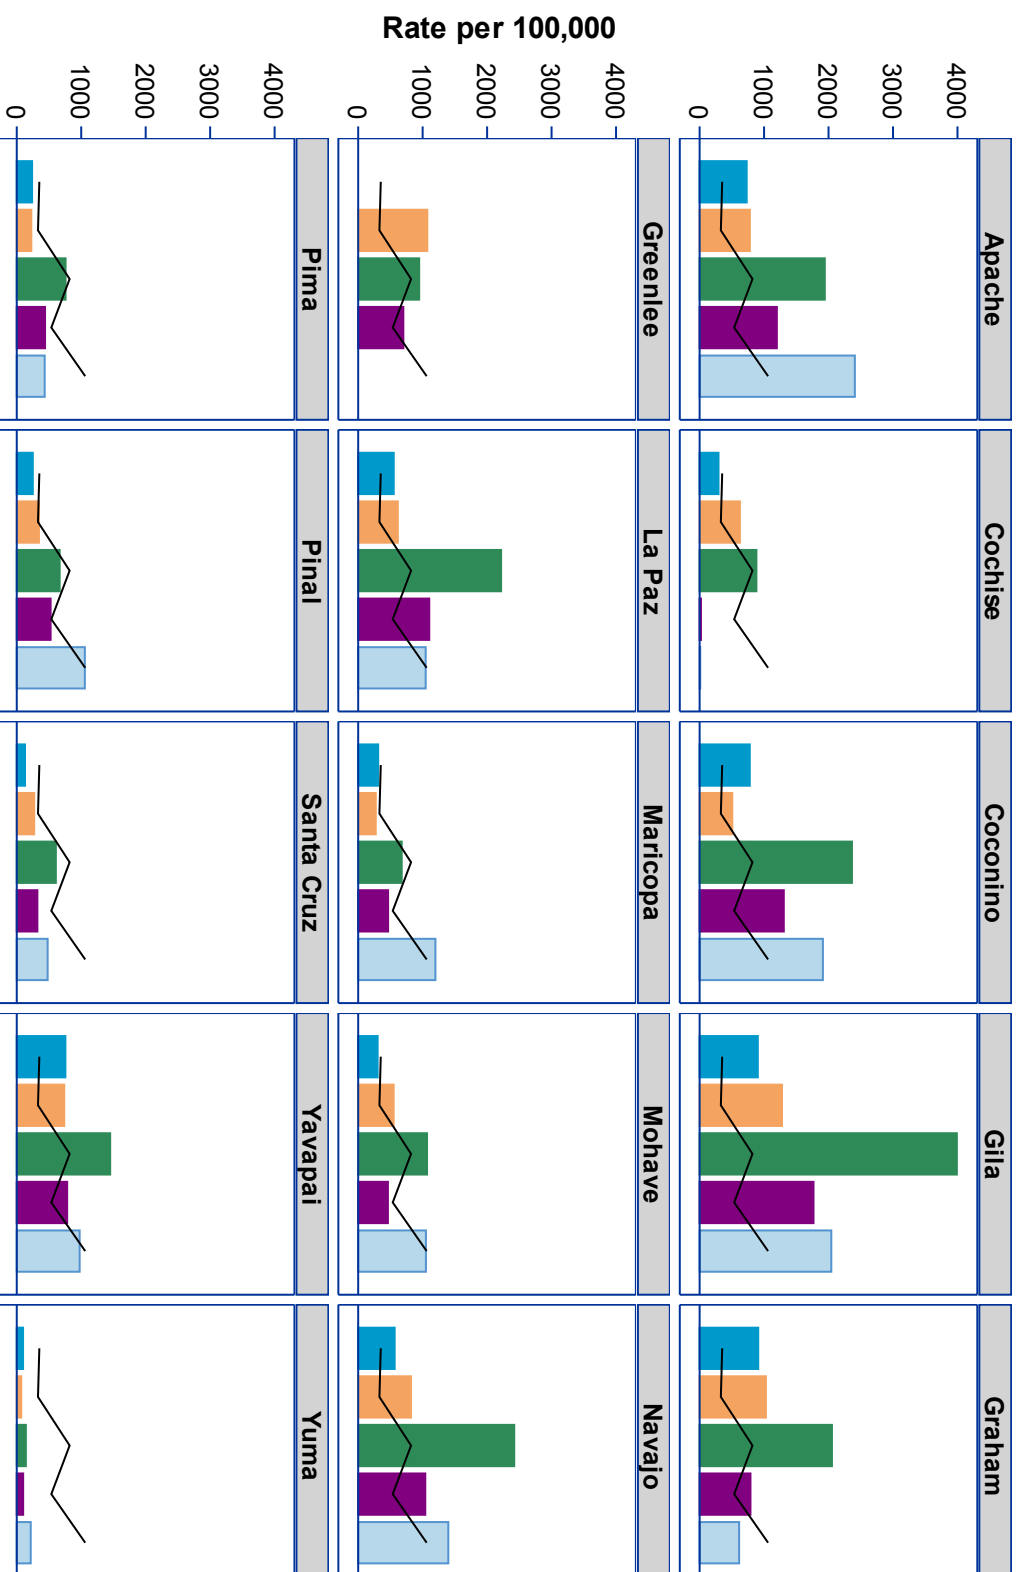 Rate per 100,000
4000
3000
2000
1000
0
Apache
Cochise
Coconino
Gila
Graham
4000
3000
2000
1000
0
Greenlee
La Paz
Maricopa
Mohave
Navajo
4000
3000
2000
1000
0
Pima
Pinal
Santa Cruz
Yavapai
Yuma